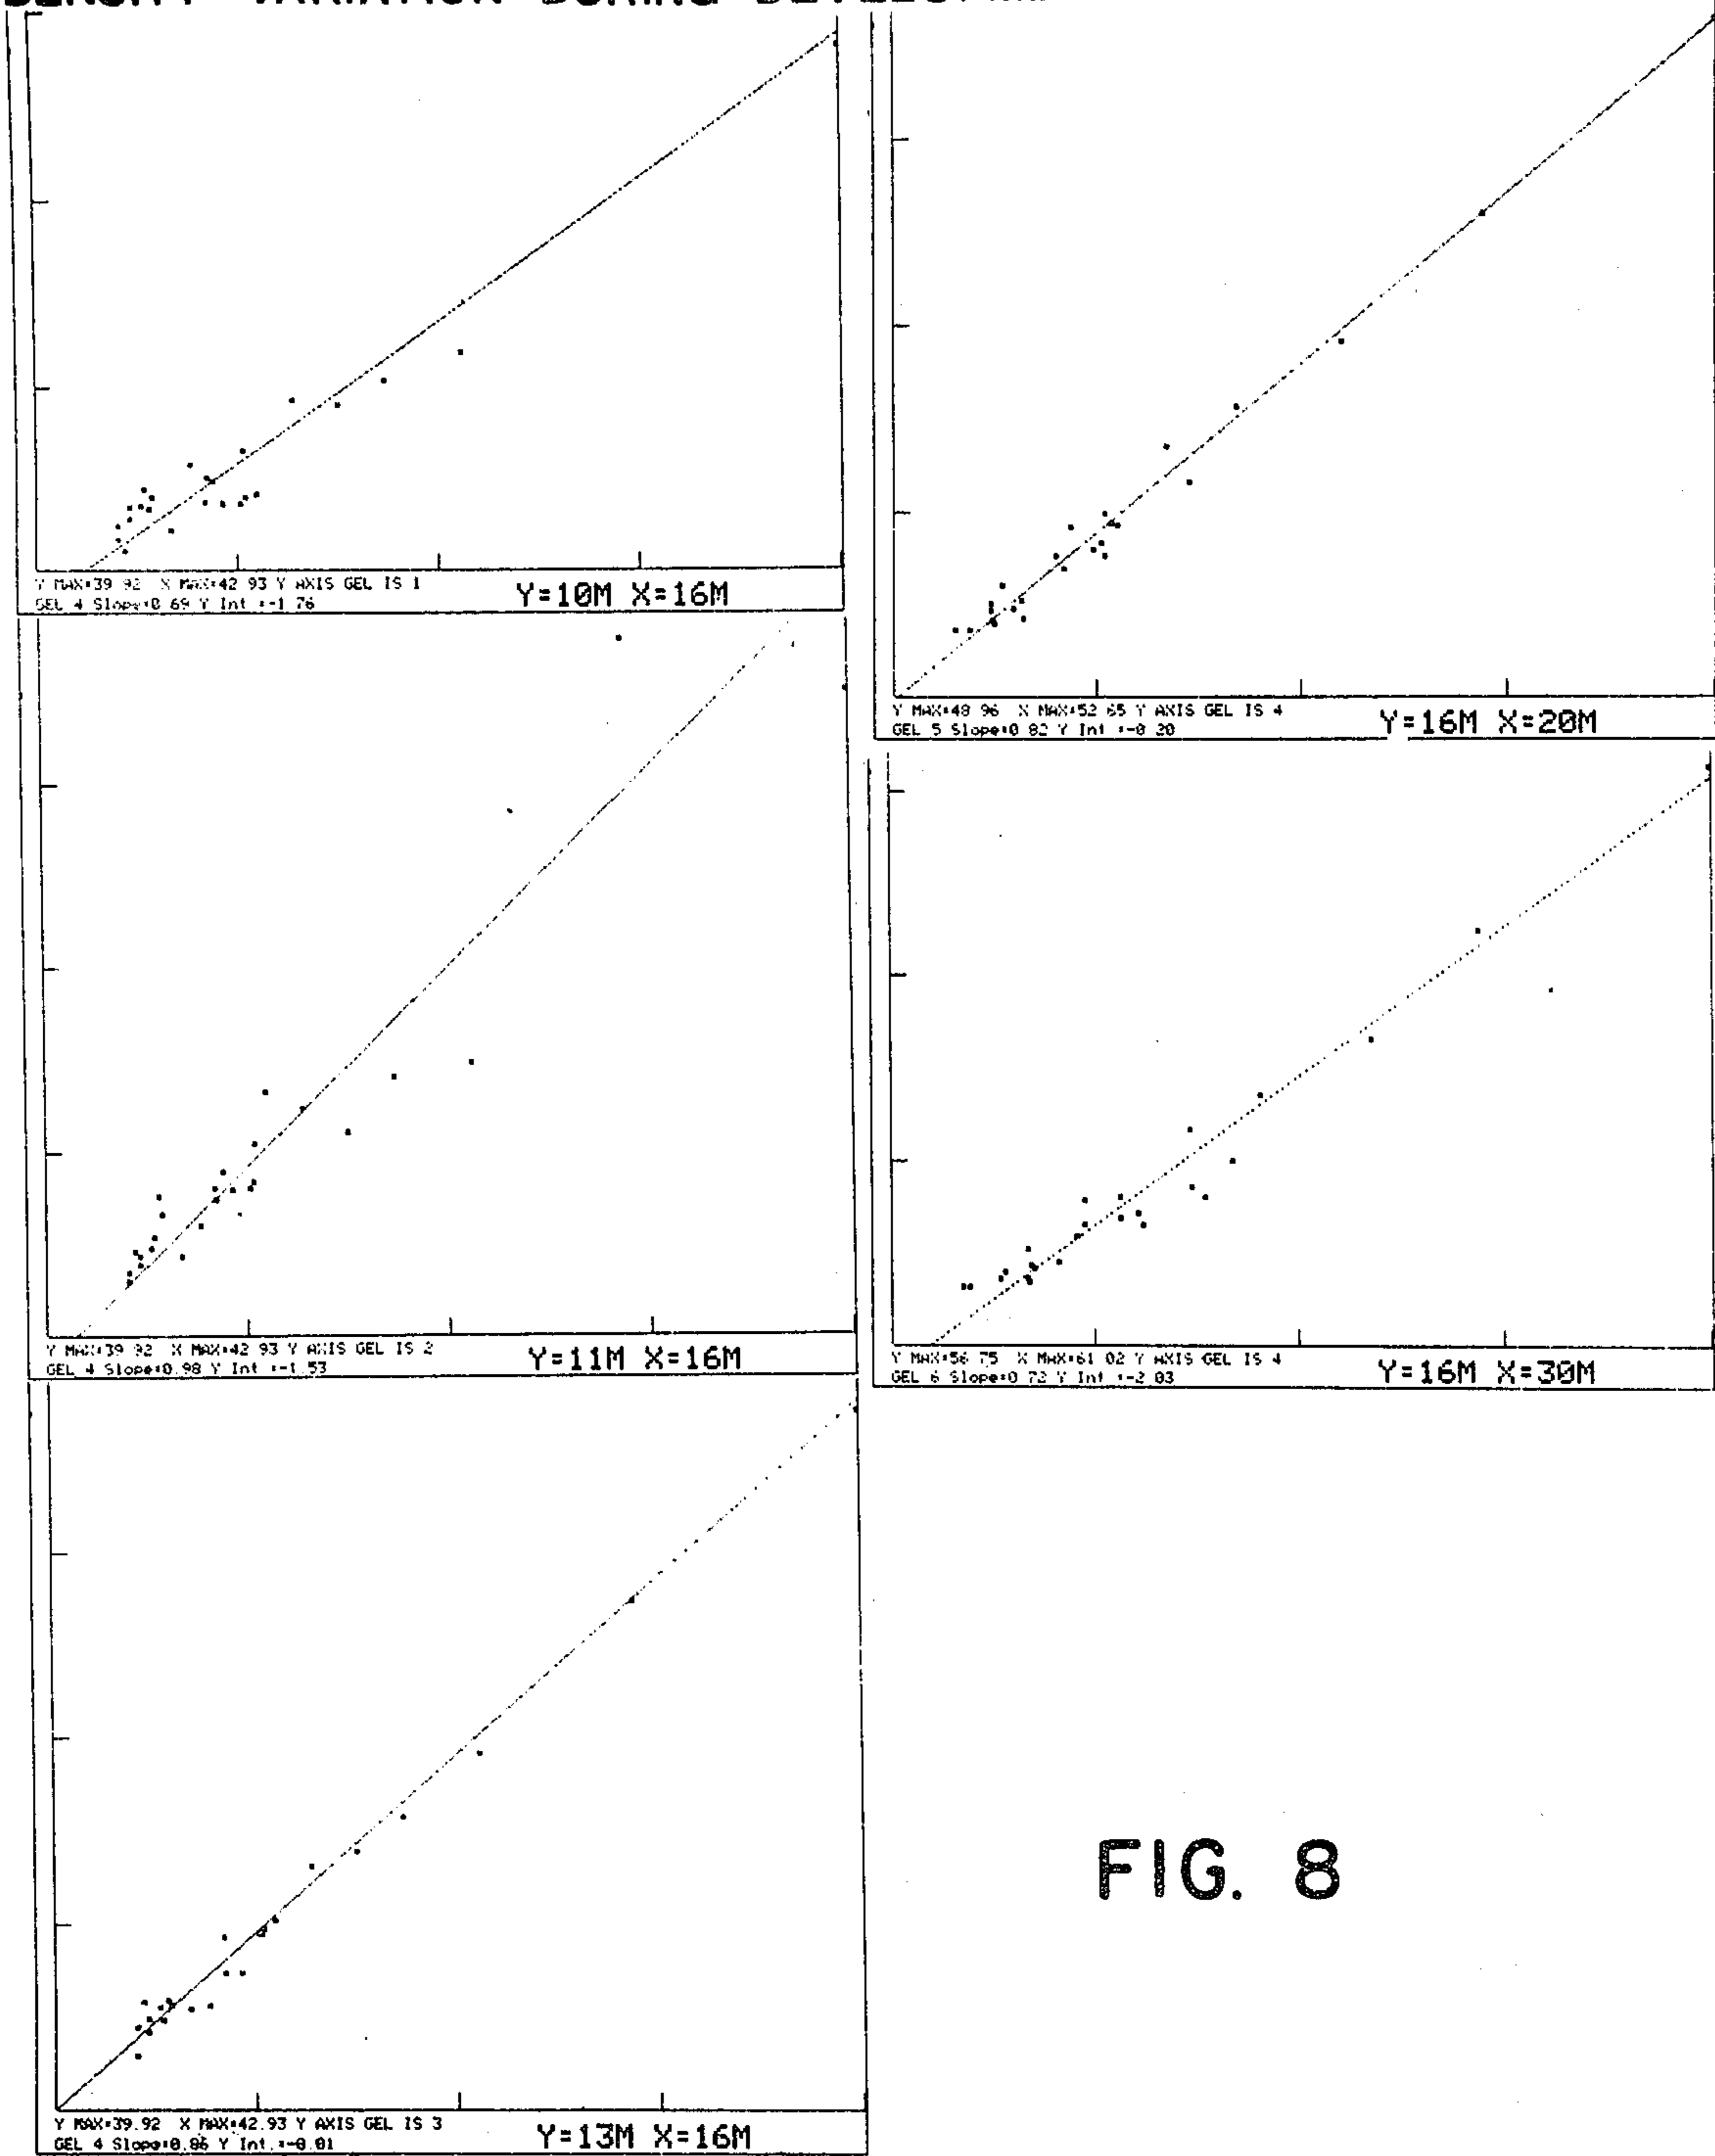 DENSITY VARIATION DURING
Y MAX=39 92 X MAX=42 93 Y AXIS GEL IS 1
GEL 4 Slope=0 69 Y Int =-1 76
Y=10M X=16M
Y MAX=48 96 X MAX=52 65 Y AXIS GEL IS 4
GEL 5 Slope=0 82 Y Int =-0 20
Y=16M X=20M
Y MAX=39 92 X MAX=42 93 Y AXIS GEL IS 2
GEL 4 Slope=0.98 Y Int =-1.53
Y=11M X=16M
Y MAX=56 75 X MAX=61 02 Y AXIS GEL IS 4
GEL 6 Slope=0 72 Y Int =-2 03
Y=16M X=30M
Y MAX=39.92 X MAX=42.93 Y AXIS GEL IS 3
GEL 4 Slope=0.86 Y Int.=-0.01
Y=13M X=16M
FIG. 8